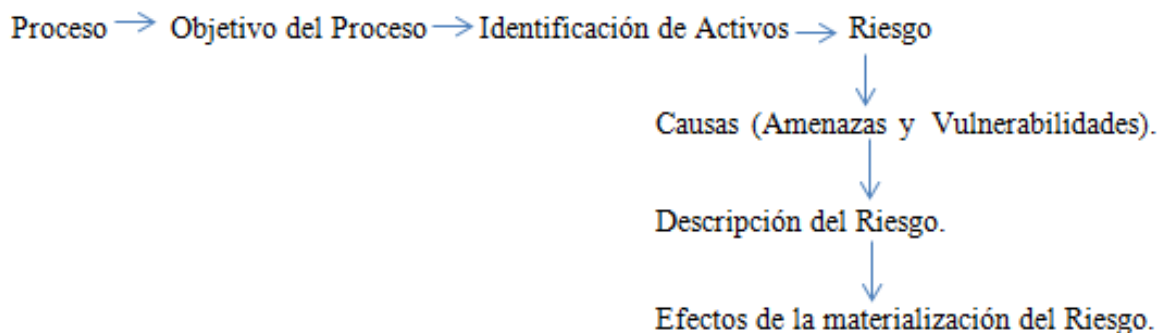 Proceso Objetivo del Proceso Identificación de Activos Riesgo
Causas (Amenazas y Vulnerabilidades).
Descripción del Riesgo.
Efectos de la materialización del Riesgo.